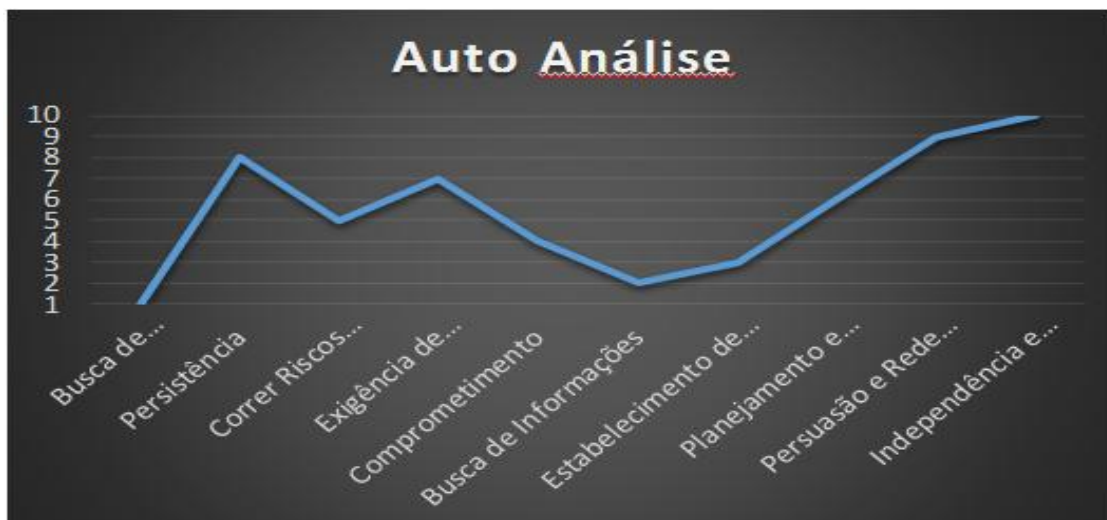 Auto Análise
10
9
8
7
6
5
4
3
2
1
Busca de...
Persistência
Correr Riscos...
Exigência de...
Comprometimento
Busca de Informações
Estabelecimento de...
Planejamento e...
Persuasão e Rede...
Independência e...